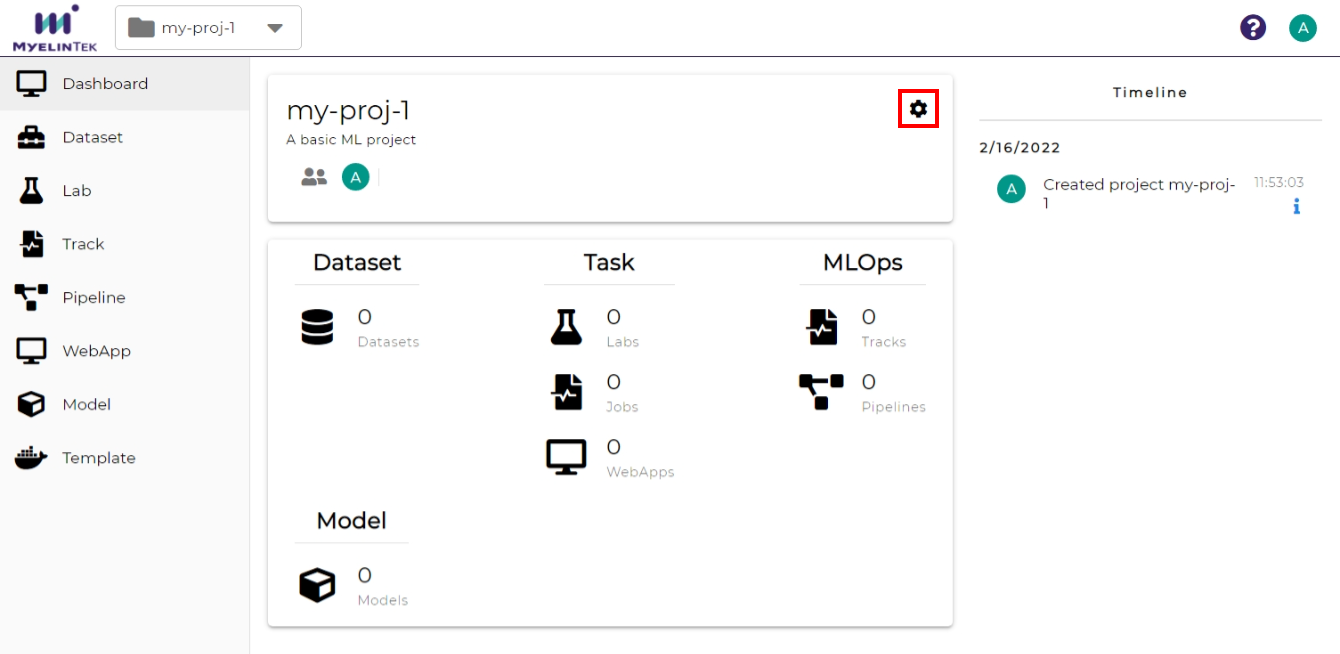 MYELINTEK
my-proj-1
?
A
Dashboard
Dataset
Lab
Track
Pipeline
WebApp
Model
Template
my-proj-1
A basic ML project
A
Dataset
0
Datasets
Task
0
Labs
0
Jobs
0
WebApps
MLOps
0
Tracks
0
Pipelines
Model
0
Models
Timeline
2/16/2022
A
Created project my-proj-
1
11:53:03
i